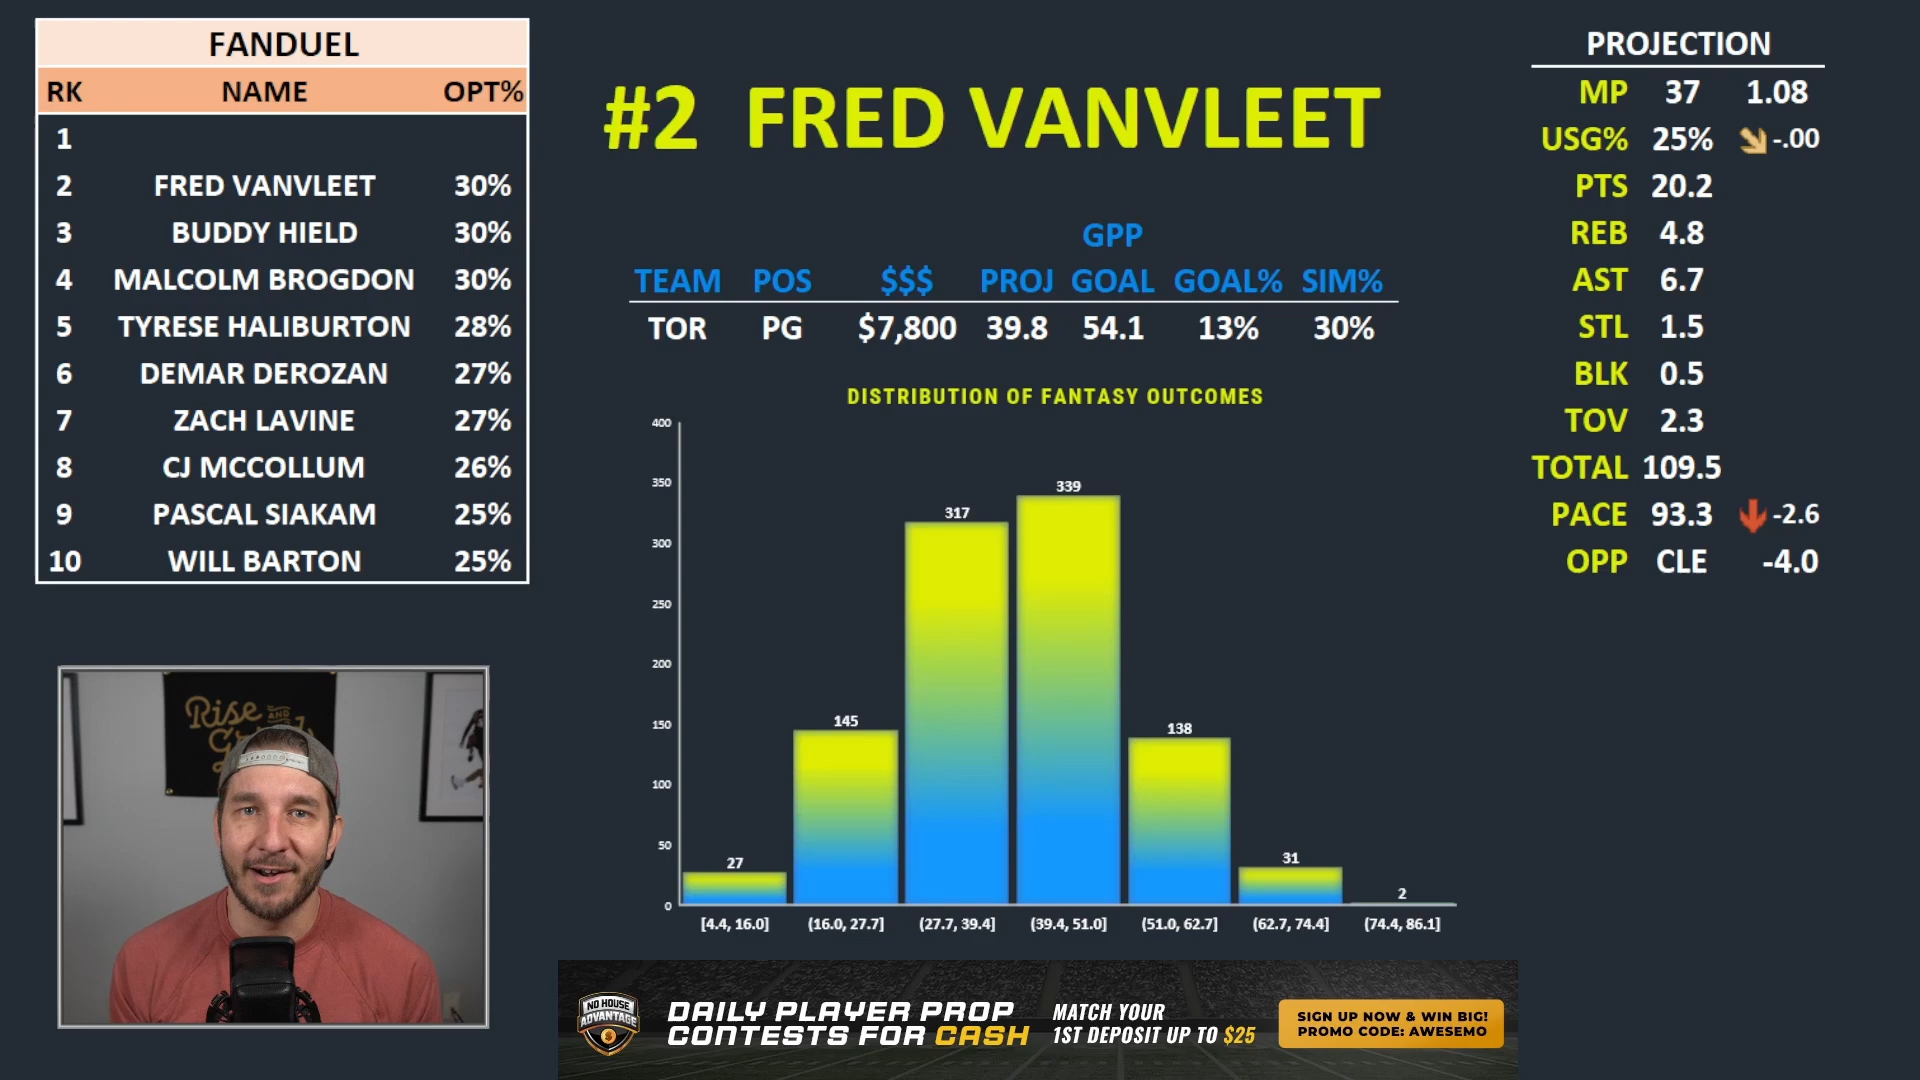 FANDUEL
RK NAME OPT%
1
2 FRED VANVLEET 30%
3 BUDDY HIELD 30%
4 MALCOLM BROGDON 30%
5 TYRESE HALIBURTON 28%
6 DEMAR DEROZAN 27%
7 ZACH LAVINE 27%
8 CJ MCCOLLUM 26%
9 PASCAL SIAKAM 25%
10 WILL BARTON 25%
#2 FRED VANVLEET
GPP
TEAM POS $$$ PROJ GOAL GOAL% SIM%
TOR PG $7,800 39.8 54.1 13% 30%
DISTRIBUTION OF FANTASY OUTCOMES
400
350
300
250
200
150
100
50
0
27 145 317 339 138 31 2
[4.4, 16.0] (16.0, 27.7] (27.7, 39.4] (39.4, 51.0] (51.0, 62.7] (62.7, 74.4] (74.4, 86.1]
PROJECTION
MP 37 1.08
USG% 25% -.00
PTS 20.2
REB 4.8
AST 6.7
STL 1.5
BLK 0.5
TOV 2.3
TOTAL 109.5
PACE 93.3 -2.6
OPP CLE -4.0
Rise AND
NO HOUSE
ADVANTAGE
DAILY PLAYER PROP
CONTESTS FOR CASH
MATCH YOUR
1ST DEPOSIT UP TO $25
SIGN UP NOW & WIN BIG!
PROMO CODE: AWESEMO